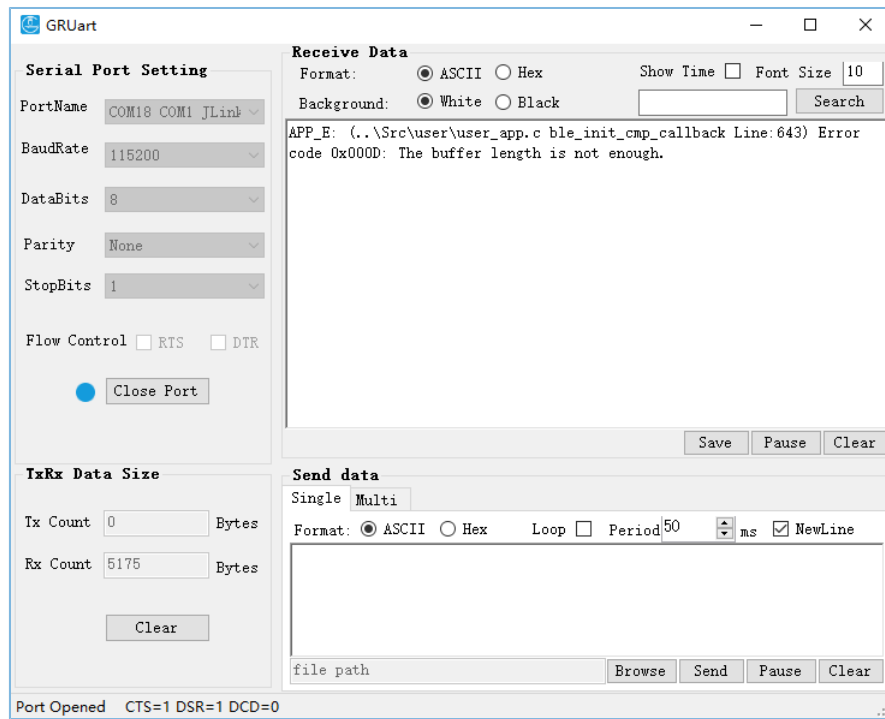 GRUart
Serial Port Setting
PortName COM18 COM1 JLink
BaudRate 115200
DataBits 8
Parity None
StopBits 1
Flow Control RTS DTR
Close Port
TxRx Data Size
Tx Count 0 Bytes
Rx Count 5175 Bytes
Clear
Receive Data
Format: ASCII Hex Show Time Font Size 10
Background: White Black Search
APP_E: (..\Src\user\user_app.c ble_init_cmp_callback Line:643) Error
code 0x000D: The buffer length is not enough.
Save Pause Clear
Send data
Single Multi
Format: ASCII Hex Loop Period 50 ms NewLine
file path Browse Send Pause Clear
Port Opened CTS=1 DSR=1 DCD=0